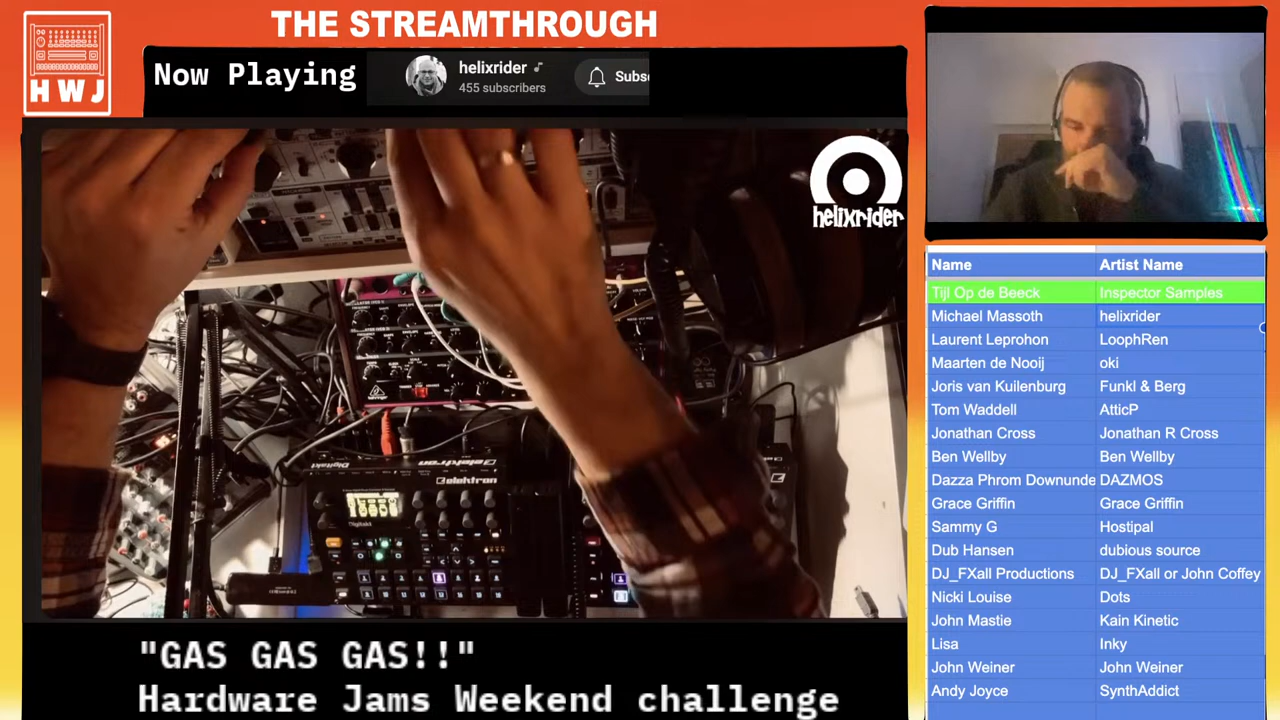 THE STREAMTHROUGH
HWJ
Now Playing
helixrider
455 subscribers
Subs
helixrider
elektron
Digitakt
"GAS GAS GAS!!"
Hardware Jams Weekend challenge
Name Artist Name
Tijl Op de Beeck Inspector Samples
Michael Massoth helixrider
Laurent Leprohon LoophRen
Maarten de Nooij oki
Joris van Kuilenburg Funkl & Berg
Tom Waddell AtticP
Jonathan Cross Jonathan R Cross
Ben Wellby Ben Wellby
Dazza Phrom Downunde DAZMOS
Grace Griffin Grace Griffin
Sammy G Hostipal
Dub Hansen dubious source
DJ_FXall Productions DJ_FXall or John Coffey
Nicki Louise Dots
John Mastie Kain Kinetic
Lisa Inky
John Weiner John Weiner
Andy Joyce SynthAddict